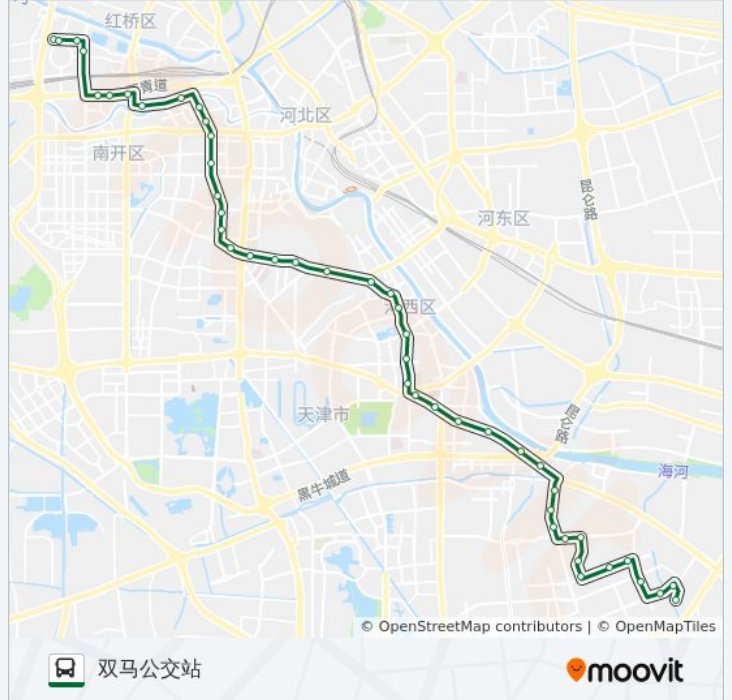 红桥区
贵道
河北区
南开区
昆仑路
河东区
西区
天津市
昆仑路
海河
黑牛城道
© OpenStreetMap contributors | © OpenMapTiles
双马公交站
moovit